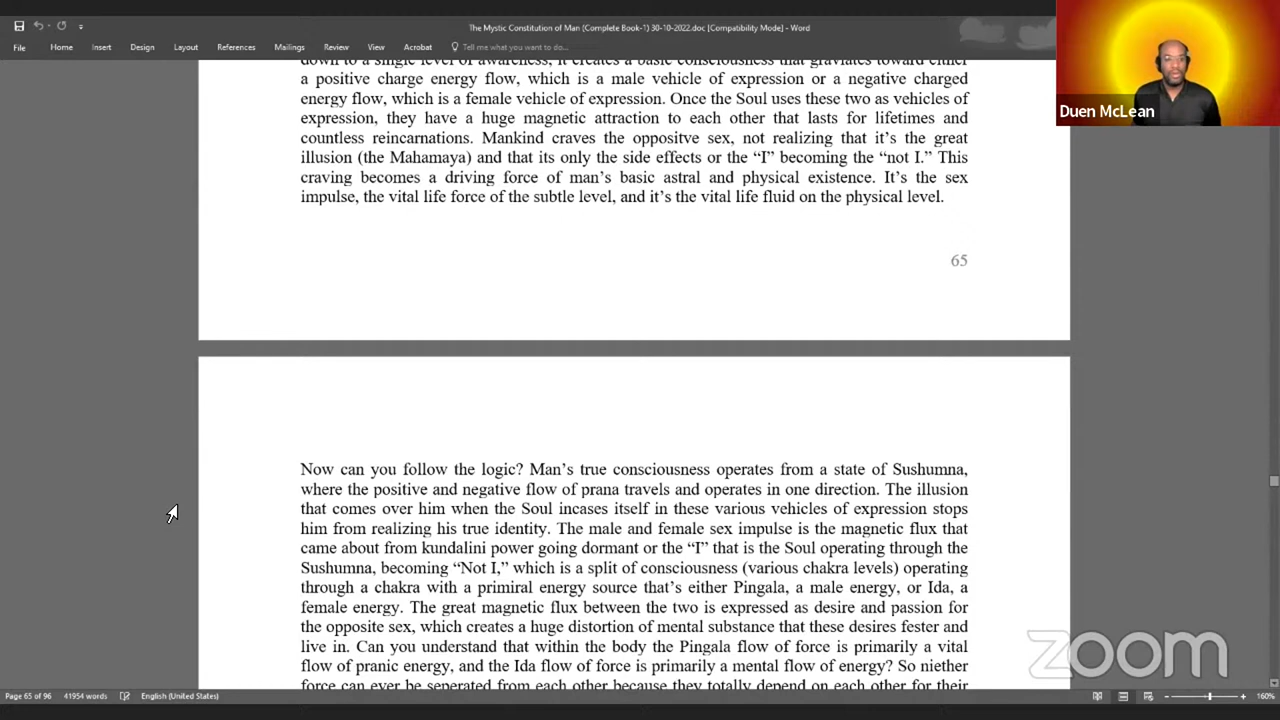 The Mystic Constitution of Man (Complete Book-1) 30-10-2022.doc [Compatibility Mode] - Word
File Home Insert Design Layout References Mailings Review View Acrobat Tell me what you want to do...
Duen McLean
down to a single level of awareness, it creates a basic consciousness that graviates toward either
a positive charge energy flow, which is a male vehicle of expression or a negative charged
energy flow, which is a female vehicle of expression. Once the Soul uses these two as vehicles of
expression, they have a huge magnetic attraction to each other that lasts for lifetimes and
countless reincarnations. Mankind craves the oppositve sex, not realizing that it's the great
illusion (the Mahamaya) and that its only the side effects or the “I” becoming the “not I.” This
craving becomes a driving force of man's basic astral and physical existence. It's the sex
impulse, the vital life force of the subtle level, and it's the vital life fluid on the physical level.
65
Now can you follow the logic? Man's true consciousness operates from a state of Sushumna,
where the positive and negative flow of prana travels and operates in one direction. The illusion
that comes over him when the Soul incases itself in these various vehicles of expression stops
him from realizing his true identity. The male and female sex impulse is the magnetic flux that
came about from kundalini power going dormant or the “I” that is the Soul operating through the
Sushumna, becoming “Not I,” which is a split of consciousness (various chakra levels) operating
through a chakra with a primiral energy source that's either Pingala, a male energy, or Ida, a
female energy. The great magnetic flux between the two is expressed as desire and passion for
the opposite sex, which creates a huge distortion of mental substance that these desires fester and
live in. Can you understand that within the body the Pingala flow of force is primarily a vital
flow of pranic energy, and the Ida flow of force is primarily a mental flow of energy? So niether
force can ever be seperated from each other because they totally depend on each other for their
zoom
Page 65 of 96 41954 words English (United States) 160%